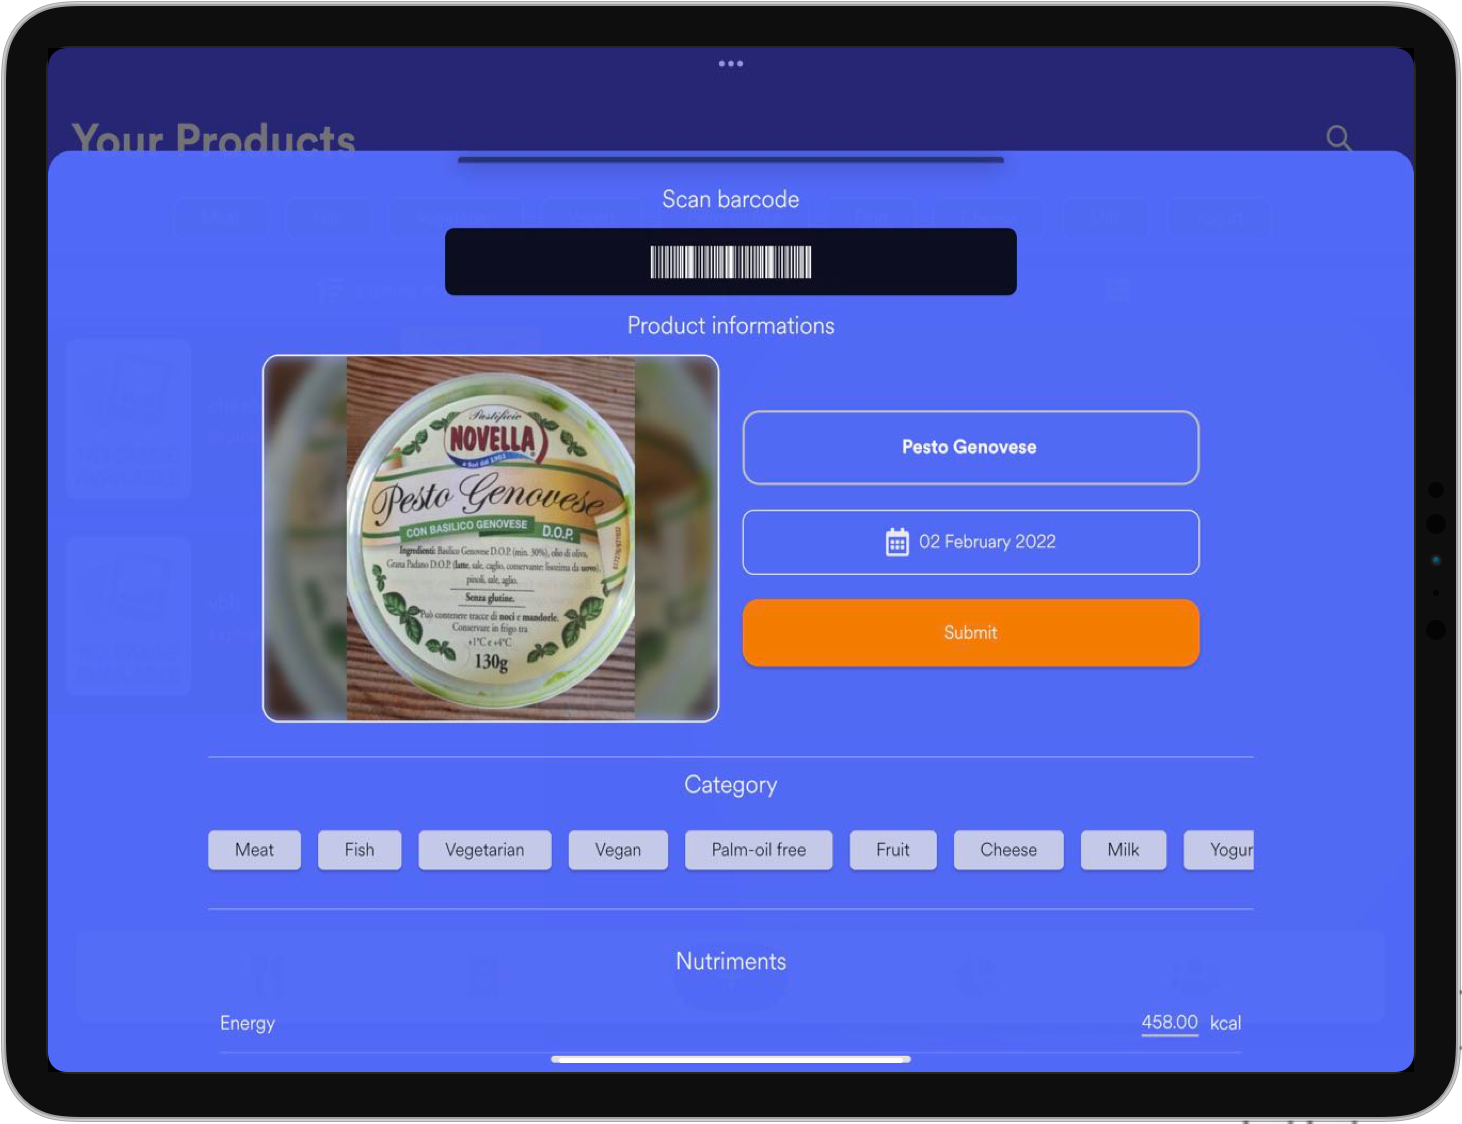 Your Products
Scan barcode
Product informations
Pastificio
NOVELLA
e Sori dal 1903
Pesto Genovese
CON BASILICO GENOVESE D.O.P.
Ingredienti: Basilico Genovese D.O.P. (min. 30%), olio di oliva,
Grana Padano D.O.P. (latte, sale, caglio, conservante: lisozima da uovo),
pinoli, sale, aglio.
Senza glutine.
Può contenere tracce di noci e mandorle.
Conservare in frigo tra
+1°C e +4°C
130g
Pesto Genovese
02 February 2022
Submit
Category
Meat Fish Vegetarian Vegan Palm-oil free Fruit Cheese Milk Yogur
Nutriments
Energy 458.00 kcal